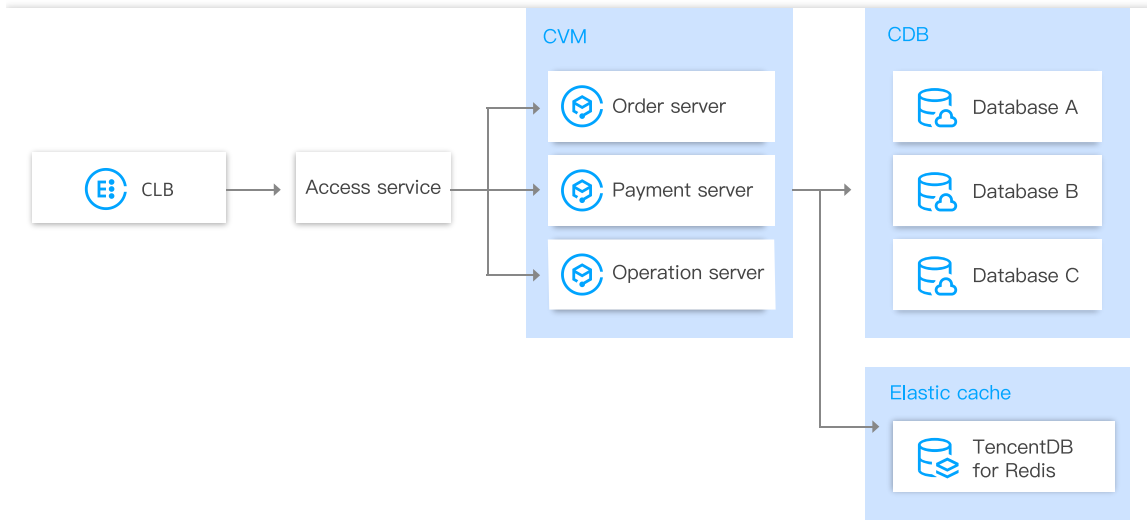 CVM
CDB
Order server
Database A
CLB
Access service
Payment server
Database B
Operation server
Database C
Elastic cache
TencentDB
for Redis